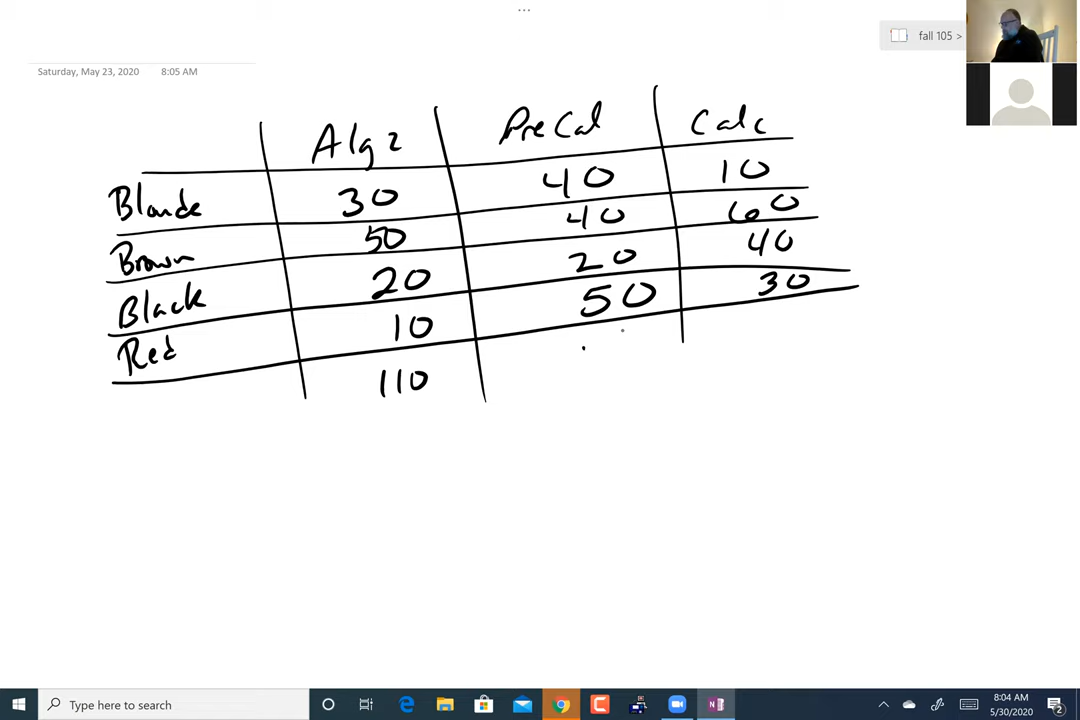 fall 105 >
Saturday, May 23, 2020 8:05 AM
Alg 2 PreCal Calc
Blonde 30 40 10
Brown 50 40 60
Black 20 20 40
Red 10 50 30
110
Type here to search
8:04 AM
5/30/2020
2